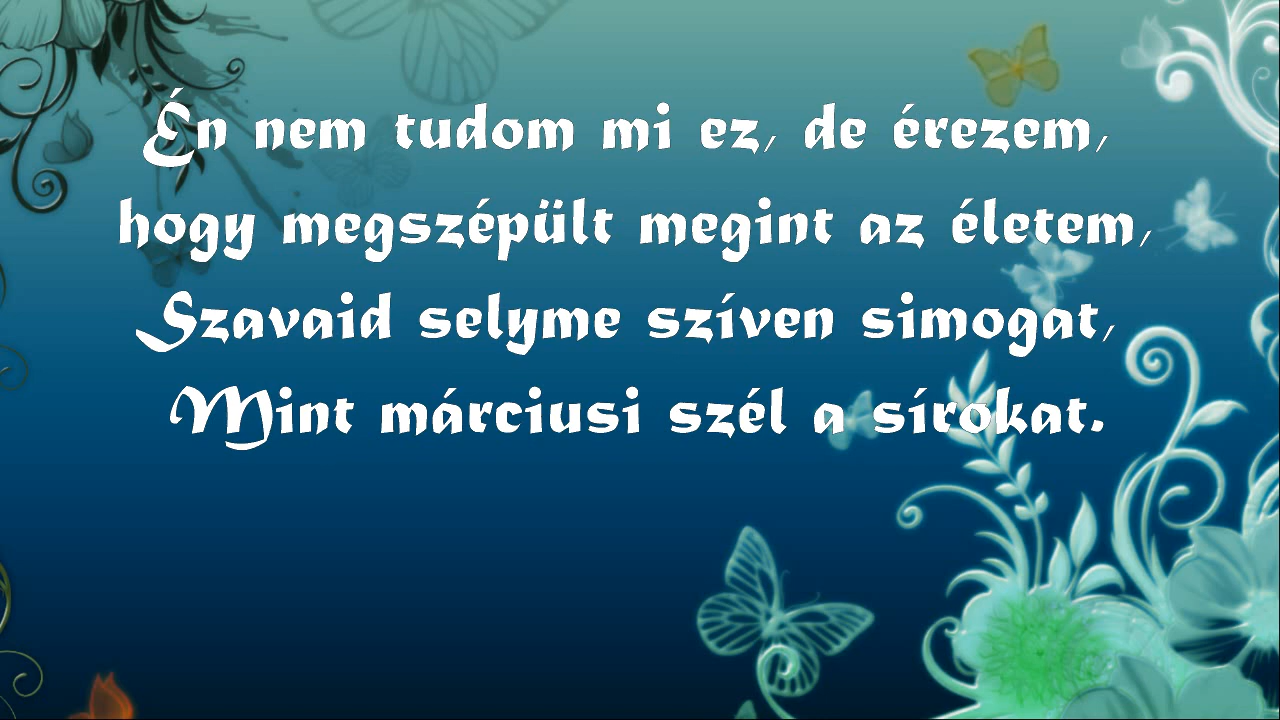 Én nem tudom mi ez, de érezem,
hogy megszépült megint az életem,
Szavaid selyme szíven simogat,
Mint márciusi szél a sírokat.